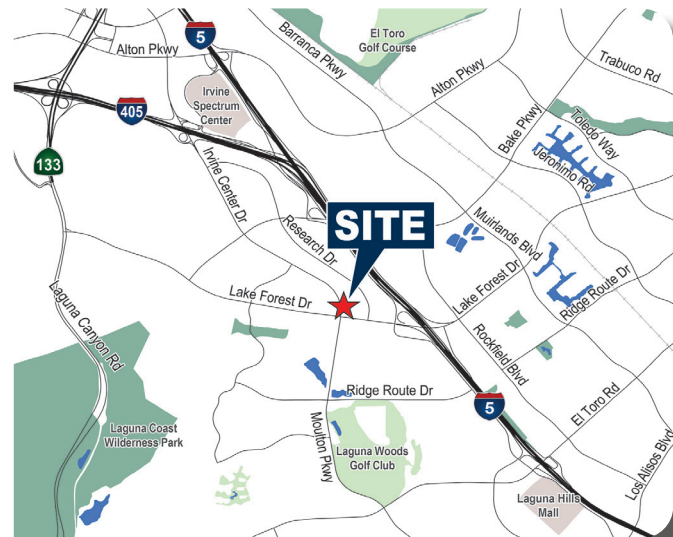 5
El Toro
Golf Course
Alton Pkwy
Barranca Pkwy
Trabuco Rd
Alton Pkwy
Irvine
Spectrum
Center
405
Bake Pkwy
Toledo Way
133
Jeronimo Rd
Irvine Center Dr
SITE
Research Dr
Muirlands Blvd
Lake Forest Dr
Ridge Route Dr
Lake Forest Dr
Laguna Canyon Rd
Rockfield Blvd
Ridge Route Dr
5
El Toro Rd
Moulton Pkwy
Laguna Coast
Wilderness Park
Laguna Woods
Golf Club
Los Alisos Blvd
Laguna Hills
Mall